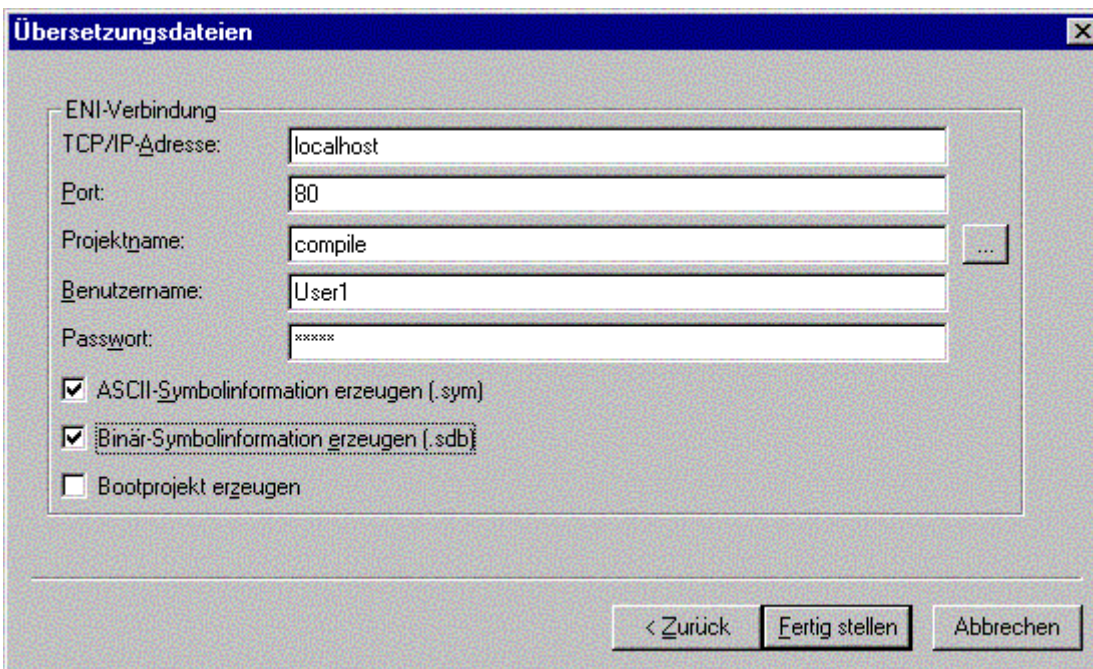 Übersetzungsdateien
ENI-Verbindung
TCP/IP-Adresse: localhost
Port: 80
Projektname: compile ...
Benutzername: User1
Passwort: *****
ASCII-Symbolinformation erzeugen (.sym)
Binär-Symbolinformation erzeugen (.sdb)
Bootprojekt erzeugen
< Zurück Fertig stellen Abbrechen